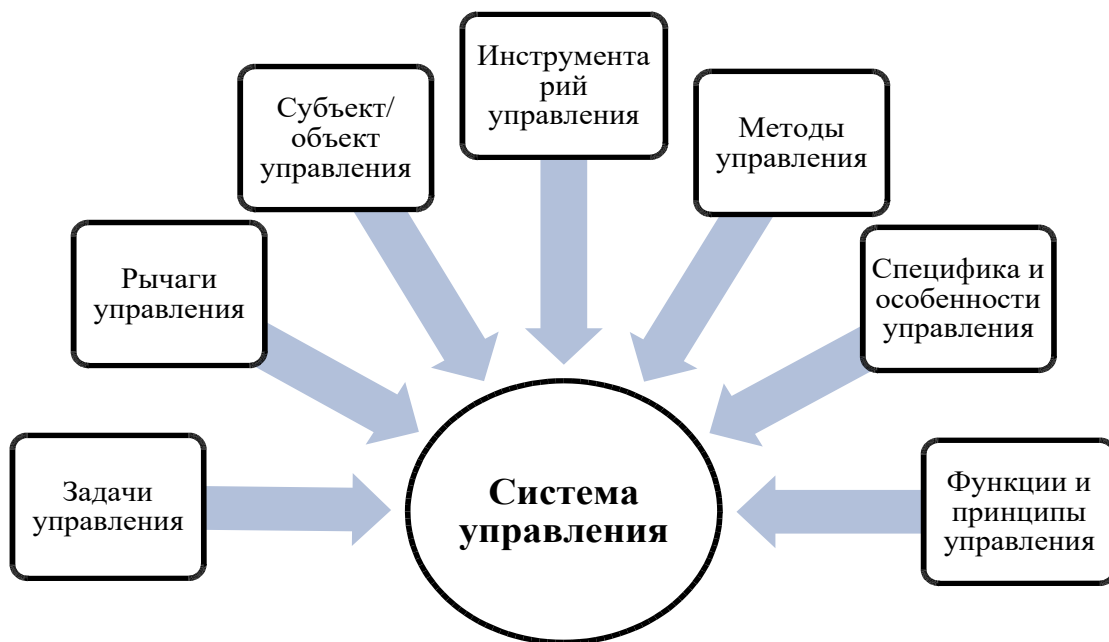 Инструмента
рий
управления
Субъект/
объект
управления
Методы
управления
Рычаги
управления
Специфика и
особенности
управления
Задачи
управления
Система
управления
Функции и
принципы
управления